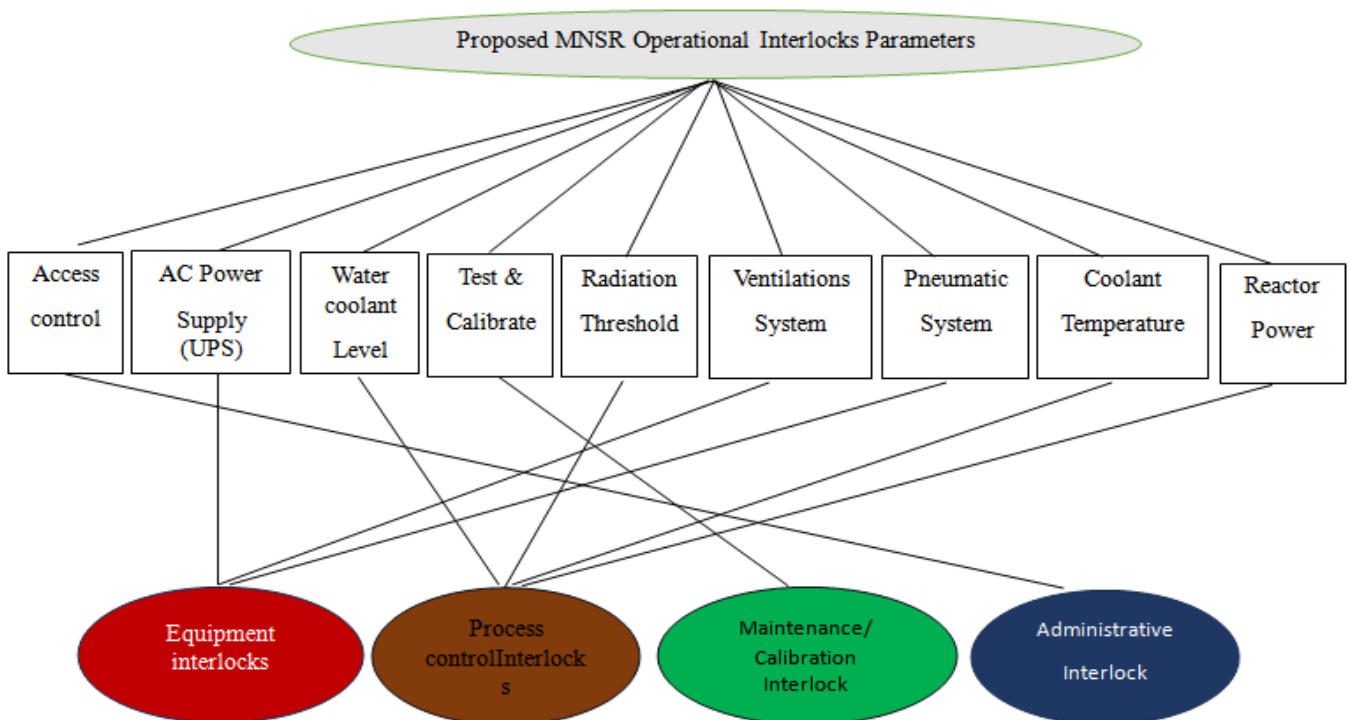 Proposed MNSR Operational Interlocks Parameters
Access
control
AC Power
Supply
(UPS)
Water
coolant
Level
Test &
Calibrate
Radiation
Threshold
Ventilations
System
Pneumatic
System
Coolant
Temperature
Reactor
Power
Equipment
interlocks
Process
controlInterlock
s
Maintenance/
Calibration
Interlock
Administrative
Interlock